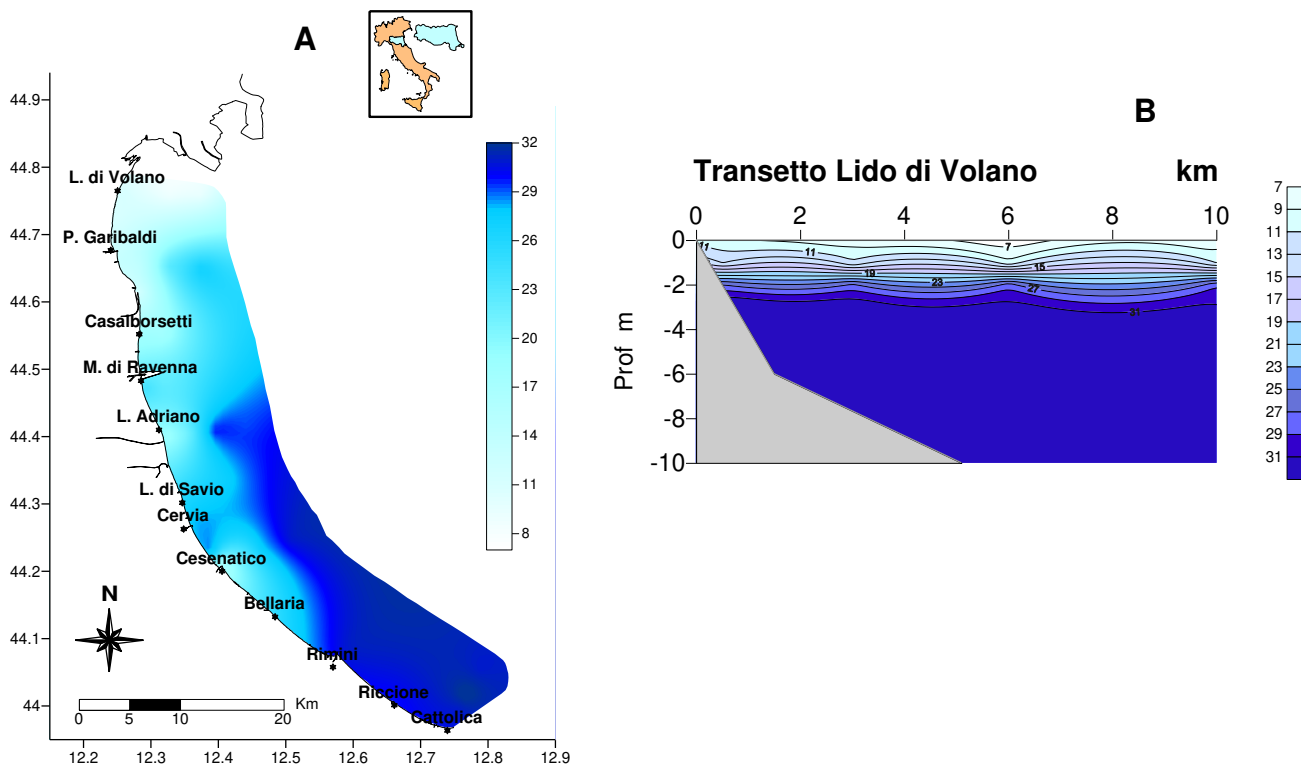 A
44.9
44.8
44.7
44.6
44.5
44.4
44.3
44.2
44.1
44
L. di Volano
P. Garibaldi
Casalborsetti
M. di Ravenna
L. Adriano
L. di Savio
Cervia
Cesenatico
Bellaria
Rimini
Riccione
Cattolica
N
Km
0 5 10 20
12.2 12.3 12.4 12.5 12.6 12.7 12.8 12.9
32
29
26
23
20
17
14
11
8
B
Transetto Lido di Volano km
0 2 4 6 8 10
0
-2
-4
-6
-8
-10
Prof m
11
11
7
15
19
23
27
31
7
9
11
13
15
17
19
21
23
25
27
29
31